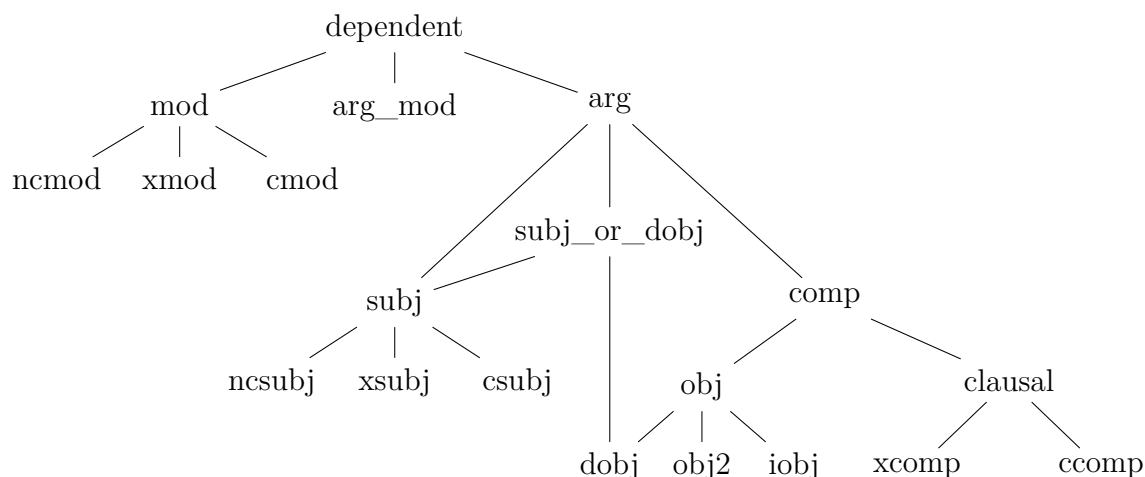 dependent
mod arg_mod arg
ncmod xmod cmod
subj_or_dobj
subj comp
ncsubj xsubj csubj obj clausal
dobj obj2 iobj xcomp ccomp